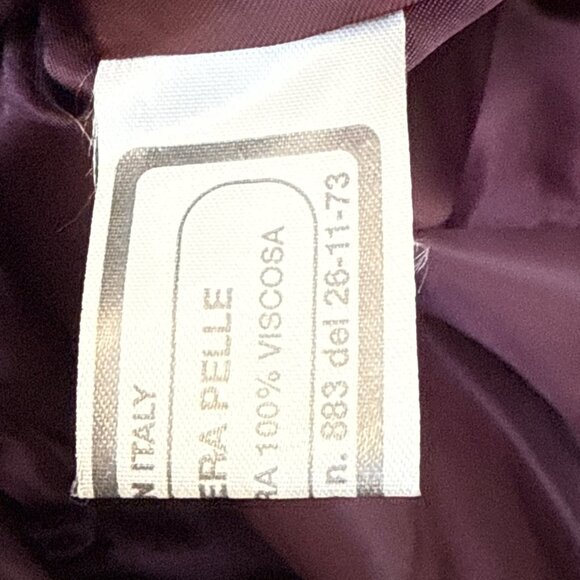 N ITALY
ERA PELLE
RA 100% VISCOSA
n. 883 del 26-11-73